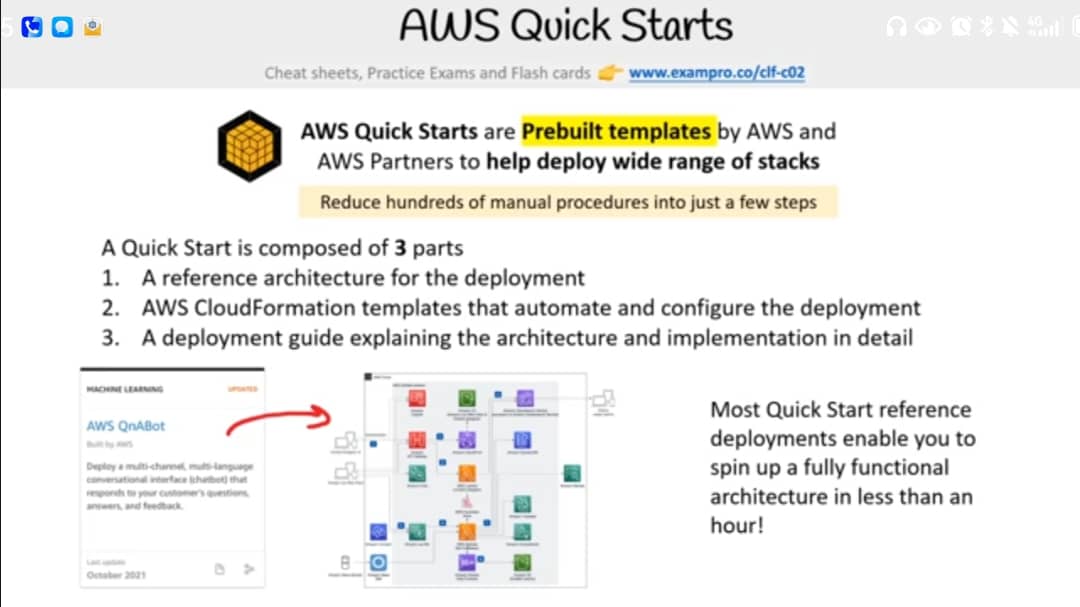 AWS Quick Starts
Cheat sheets, Practice Exams and Flash cards 👉 www.exampro.co/clf-c02
AWS Quick Starts are Prebuilt templates by AWS and
AWS Partners to help deploy wide range of stacks
Reduce hundreds of manual procedures into just a few steps
A Quick Start is composed of 3 parts
1. A reference architecture for the deployment
2. AWS CloudFormation templates that automate and configure the deployment
3. A deployment guide explaining the architecture and implementation in detail
MACHINE LEARNING UPDATED
AWS QnABot
Built by AWS
Deploy a multi-channel, multi-language
conversational interface (chatbot) that
responds to your customer's questions,
answers, and feedback.
Last update
October 2021
Most Quick Start reference
deployments enable you to
spin up a fully functional
architecture in less than an
hour!